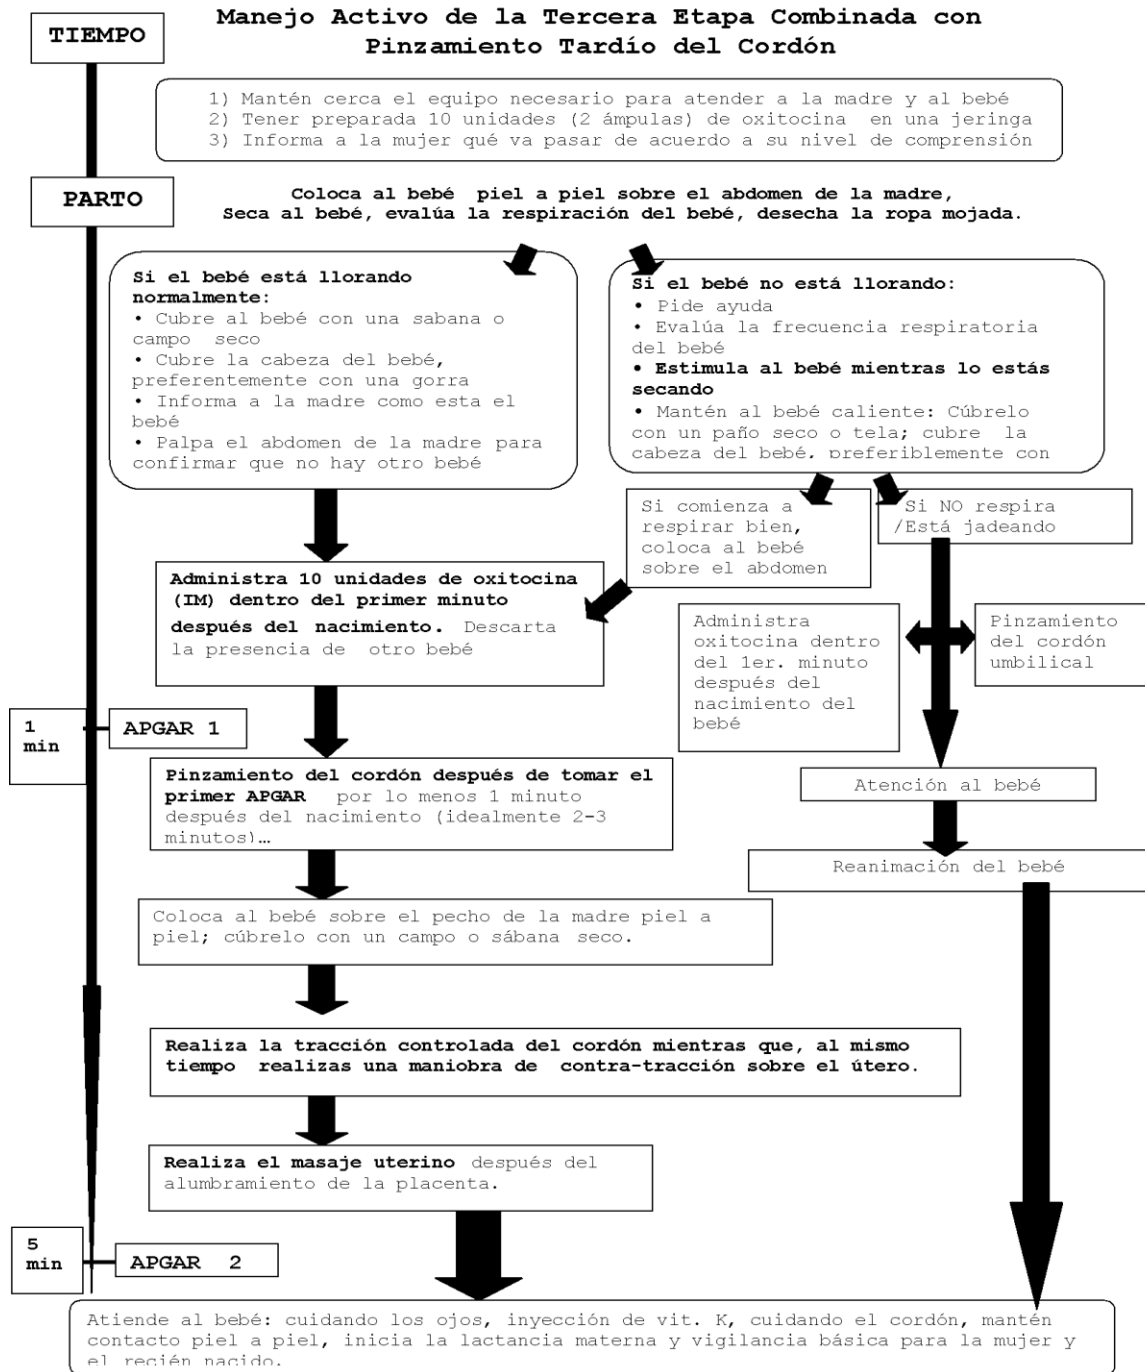 Manejo Activo de la Tercera Etapa Combinada con
Pinzamiento Tardío del Cordón
TIEMPO
1) Mantén cerca el equipo necesario para atender a la madre y al bebé
2) Tener preparada 10 unidades (2 ámpulas) de oxitocina en una jeringa
3) Informa a la mujer qué va pasar de acuerdo a su nivel de comprensión
PARTO
Coloca al bebé piel a piel sobre el abdomen de la madre,
Seca al bebé, evalúa la respiración del bebé, desecha la ropa mojada.
Si el bebé está llorando
normalmente:
• Cubre al bebé con una sabana o
campo seco
• Cubre la cabeza del bebé,
preferentemente con una gorra
• Informa a la madre como esta el
bebé
• Palpa el abdomen de la madre para
confirmar que no hay otro bebé
Si el bebé no está llorando:
• Pide ayuda
• Evalúa la frecuencia respiratoria
del bebé
• Estimula al bebé mientras lo estás
secando
• Mantén al bebé caliente: Cúbrelo
con un paño seco o tela; cubre la
cabeza del bebé, preferiblemente con
Si comienza a
respirar bien,
coloca al bebé
sobre el abdomen
Si NO respira
/Está jadeando
Administra 10 unidades de oxitocina
(IM) dentro del primer minuto
después del nacimiento. Descarta
la presencia de otro bebé
Administra
oxitocina dentro
del 1er. minuto
después del
nacimiento del
bebé
Pinzamiento
del cordón
umbilical
1
min
APGAR 1
Pinzamiento del cordón después de tomar el
primer APGAR por lo menos 1 minuto
después del nacimiento (idealmente 2-3
minutos)…
Atención al bebé
Reanimación del bebé
Coloca al bebé sobre el pecho de la madre piel a
piel; cúbrelo con un campo o sábana seco.
Realiza la tracción controlada del cordón mientras que, al mismo
tiempo realizas una maniobra de contra-tracción sobre el útero.
Realiza el masaje uterino después del
alumbramiento de la placenta.
5
min
APGAR 2
Atiende al bebé: cuidando los ojos, inyección de vit. K, cuidando el cordón, mantén
contacto piel a piel, inicia la lactancia materna y vigilancia básica para la mujer y
el recién nacido.